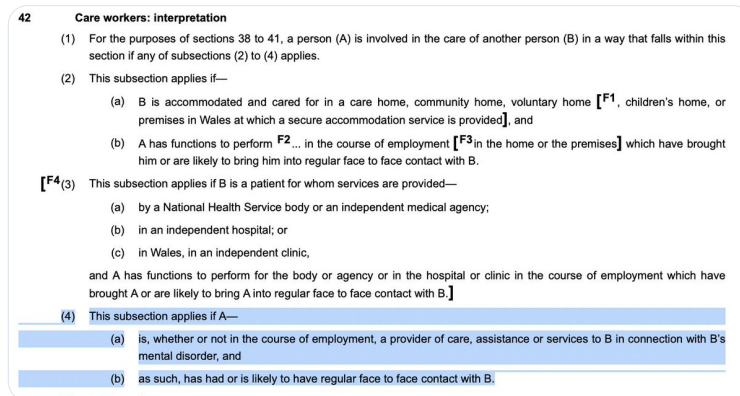 42 Care workers: interpretation
(1) For the purposes of sections 38 to 41, a person (A) is involved in the care of another person (B) in a way that falls within this
section if any of subsections (2) to (4) applies.
(2) This subsection applies if—
(a) B is accommodated and cared for in a care home, community home, voluntary home [F1, children's home, or
premises in Wales at which a secure accommodation service is provided], and
(b) A has functions to perform F2... in the course of employment [F3in the home or the premises] which have brought
him or are likely to bring him into regular face to face contact with B.
[F4(3) This subsection applies if B is a patient for whom services are provided—
(a) by a National Health Service body or an independent medical agency;
(b) in an independent hospital; or
(c) in Wales, in an independent clinic,
and A has functions to perform for the body or agency or in the hospital or clinic in the course of employment which have
brought A or are likely to bring A into regular face to face contact with B.]
(4) This subsection applies if A—
(a) is, whether or not in the course of employment, a provider of care, assistance or services to B in connection with B's
mental disorder, and
(b) as such, has had or is likely to have regular face to face contact with B.